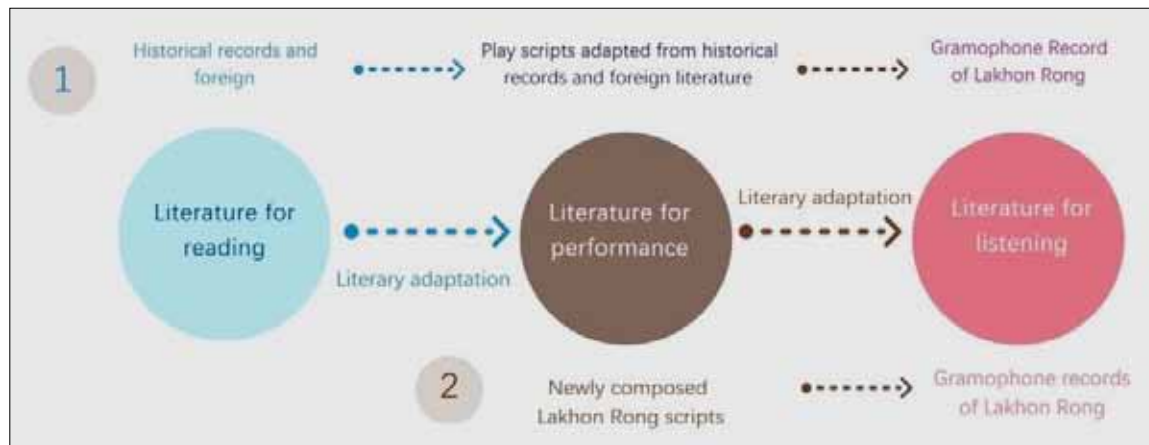 1
Historical records and
foreign
Play scripts adapted from historical
records and foreign literature
Gramophone Record
of Lakhon Rong
Literature for
reading
Literary adaptation
Literature for
performance
Literary adaptation
Literature for
listening
2
Newly composed
Lakhon Rong scripts
Gramophone records
of Lakhon Rong